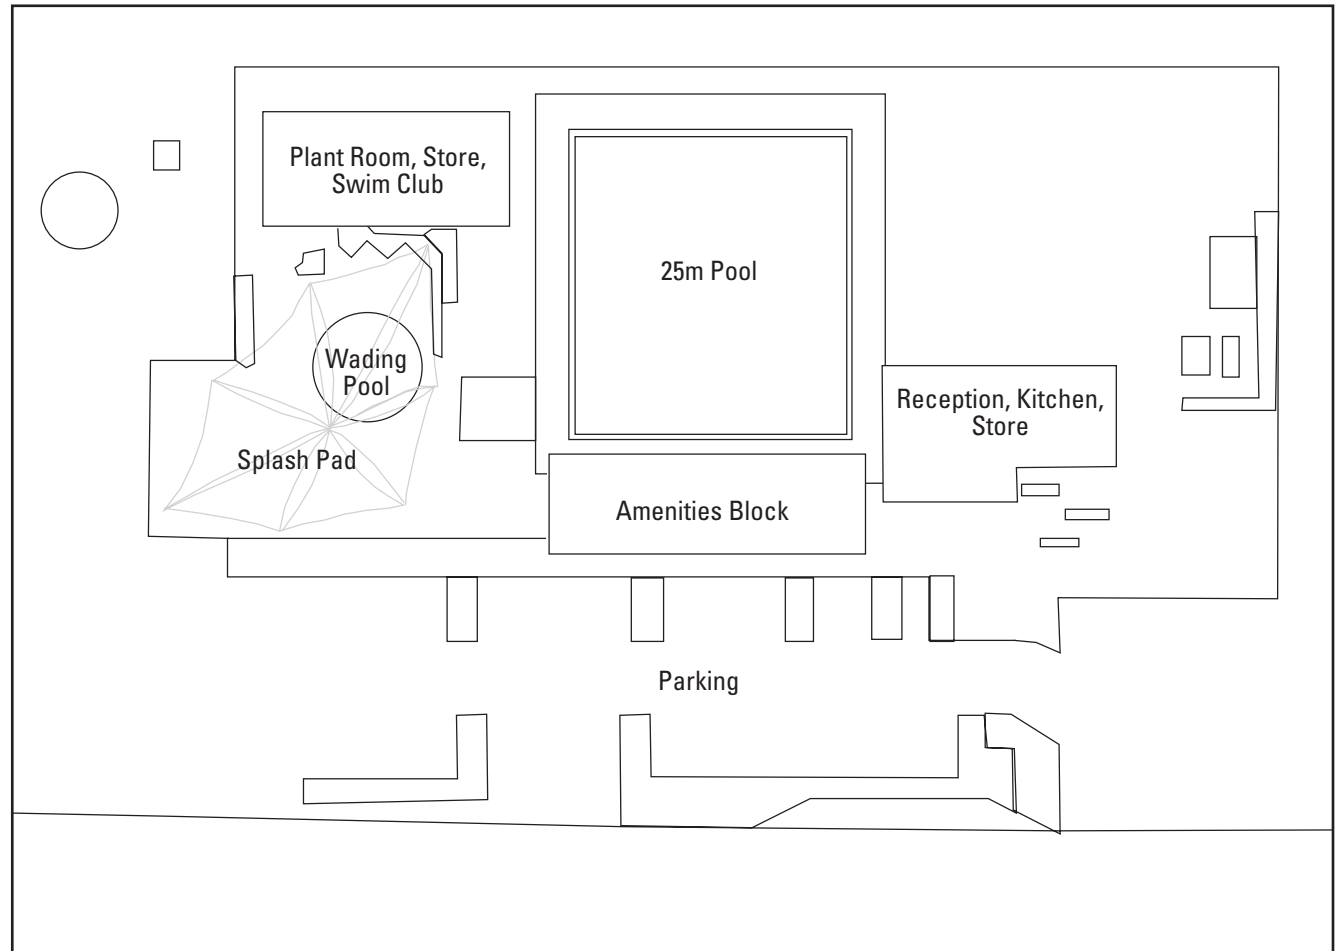 Plant Room, Store,
Swim Club
25m Pool
Wading
Pool
Reception, Kitchen,
Store
Splash Pad
Amenities Block
Parking